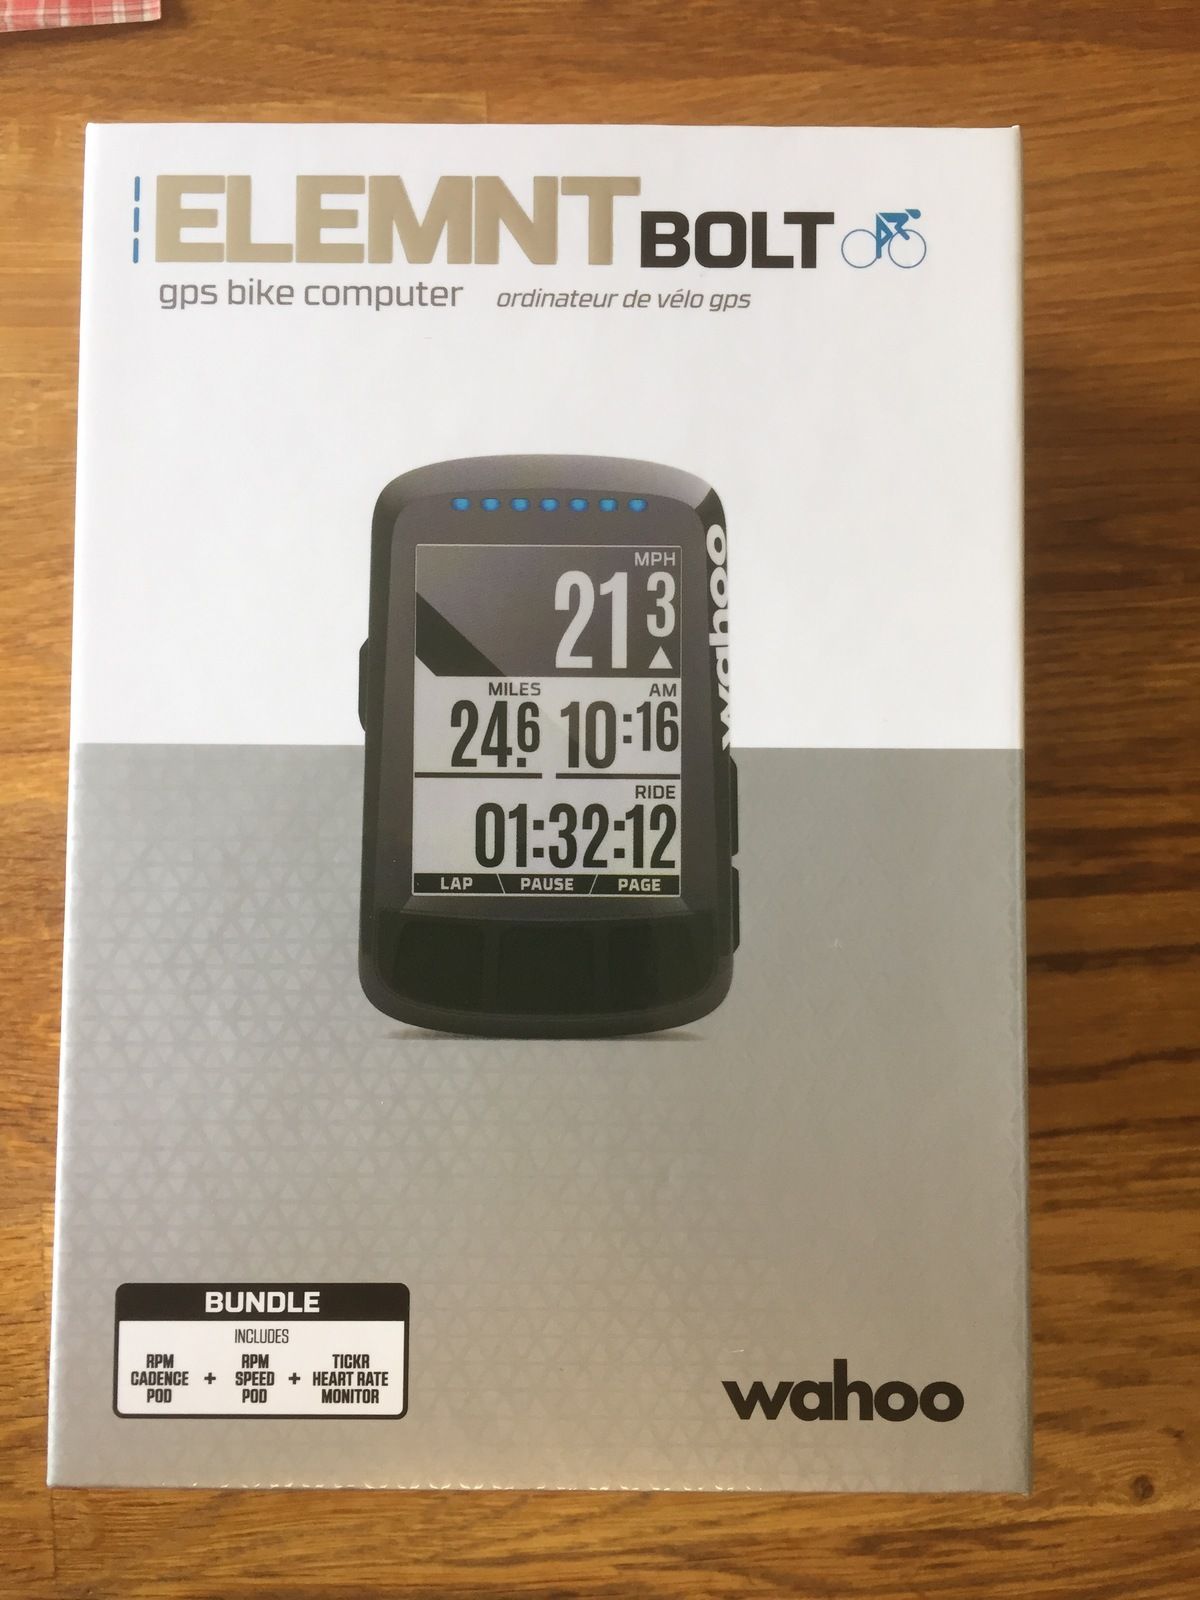 ELEMNT BOLT
gps bike computer ordinateur de vélo gps
wahoo
MPH
21.3
MILES AM
24.6 10:16
RIDE
01:32:12
LAP PAUSE PAGE
BUNDLE
INCLUDES
RPM CADENCE POD + RPM SPEED POD + TICKR HEART RATE MONITOR
wahoo